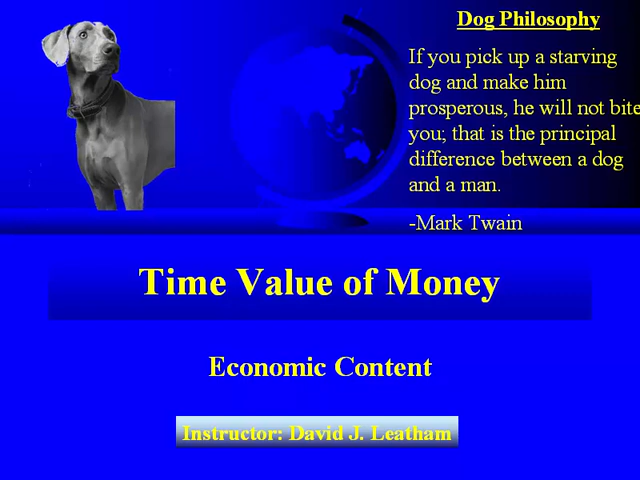 Dog Philosophy
If you pick up a starving
dog and make him
prosperous, he will not bite
you; that is the principal
difference between a dog
and a man.
-Mark Twain
Time Value of Money
Economic Content
Instructor: David J. Leatham